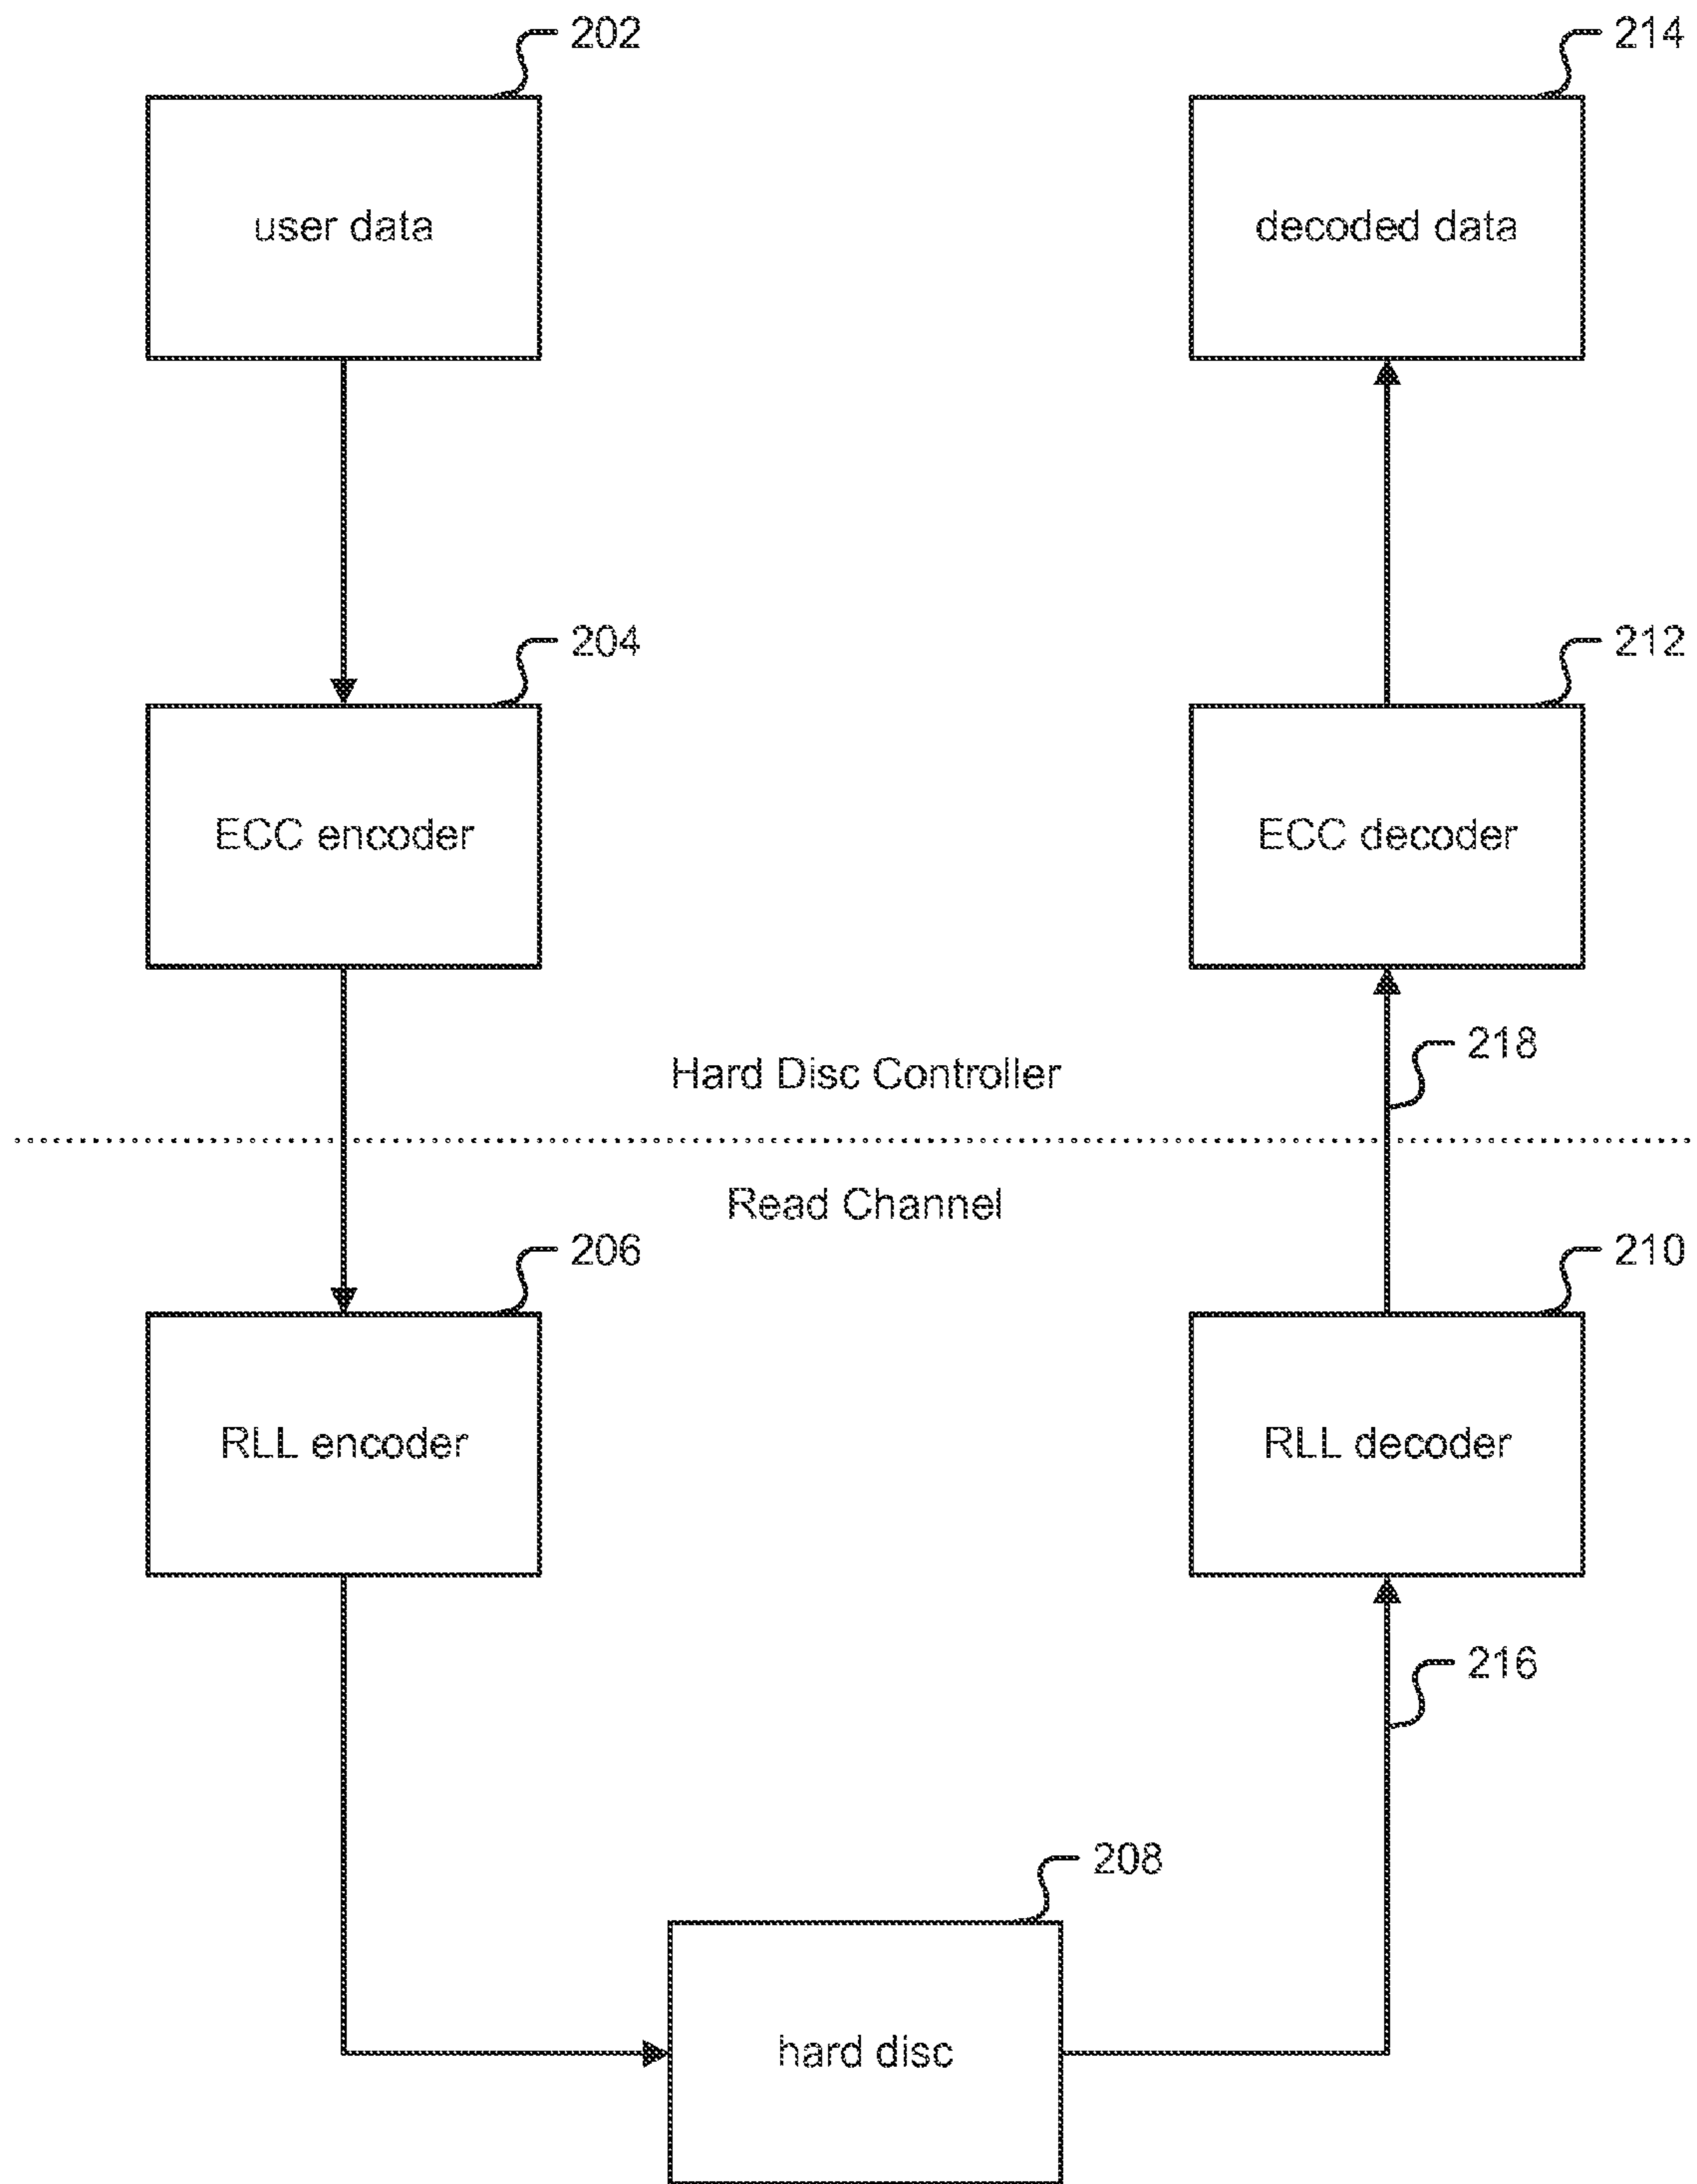 202
214
user data
decoded data
204
212
ECC encoder
ECC decoder
218
Hard Disc Controller
Read Channel
206
210
RLL encoder
RLL decoder
216
208
hard disc